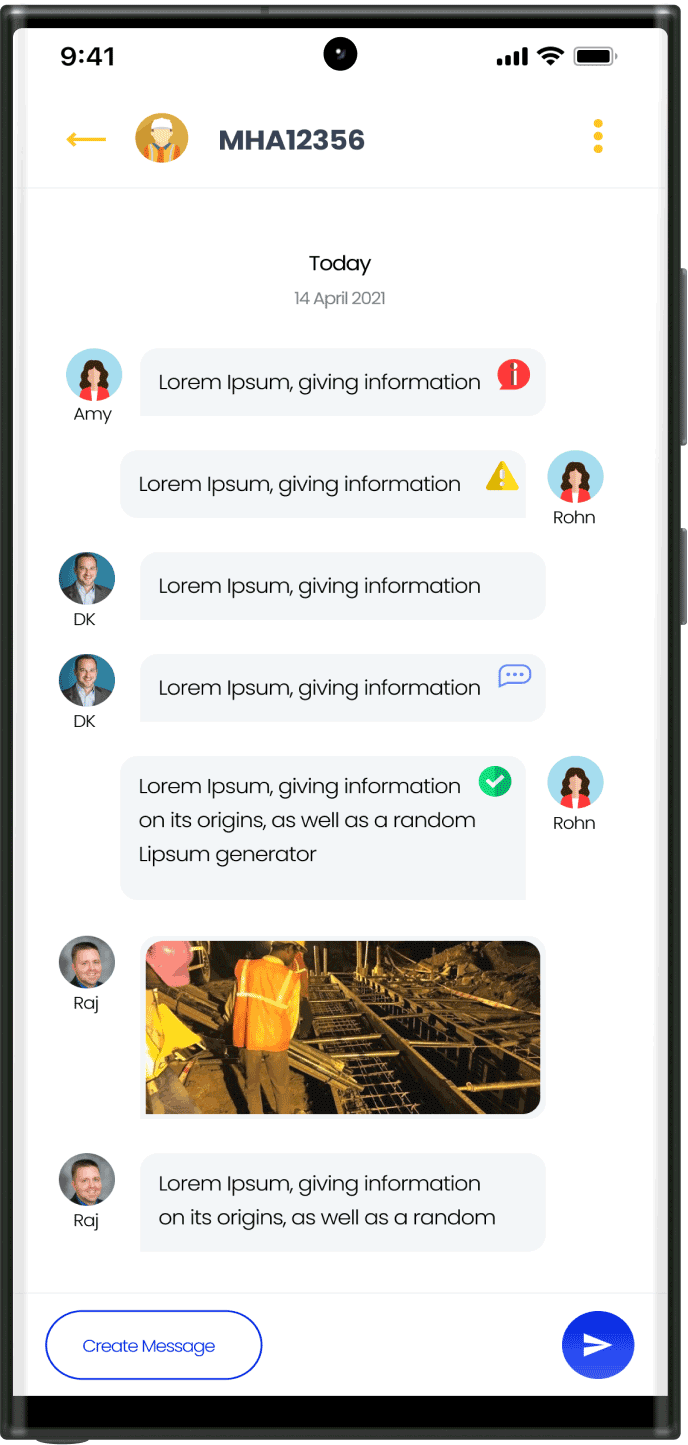 9:41
MHA12356
Today
14 April 2021
Lorem Ipsum, giving information
Amy
Lorem Ipsum, giving information
Rohn
Lorem Ipsum, giving information
DK
Lorem Ipsum, giving information
DK
Lorem Ipsum, giving information
on its origins, as well as a random
Lipsum generator
Rohn
Raj
Lorem Ipsum, giving information
on its origins, as well as a random
Raj
Create Message